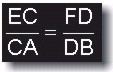 EC/CA = FD/DB